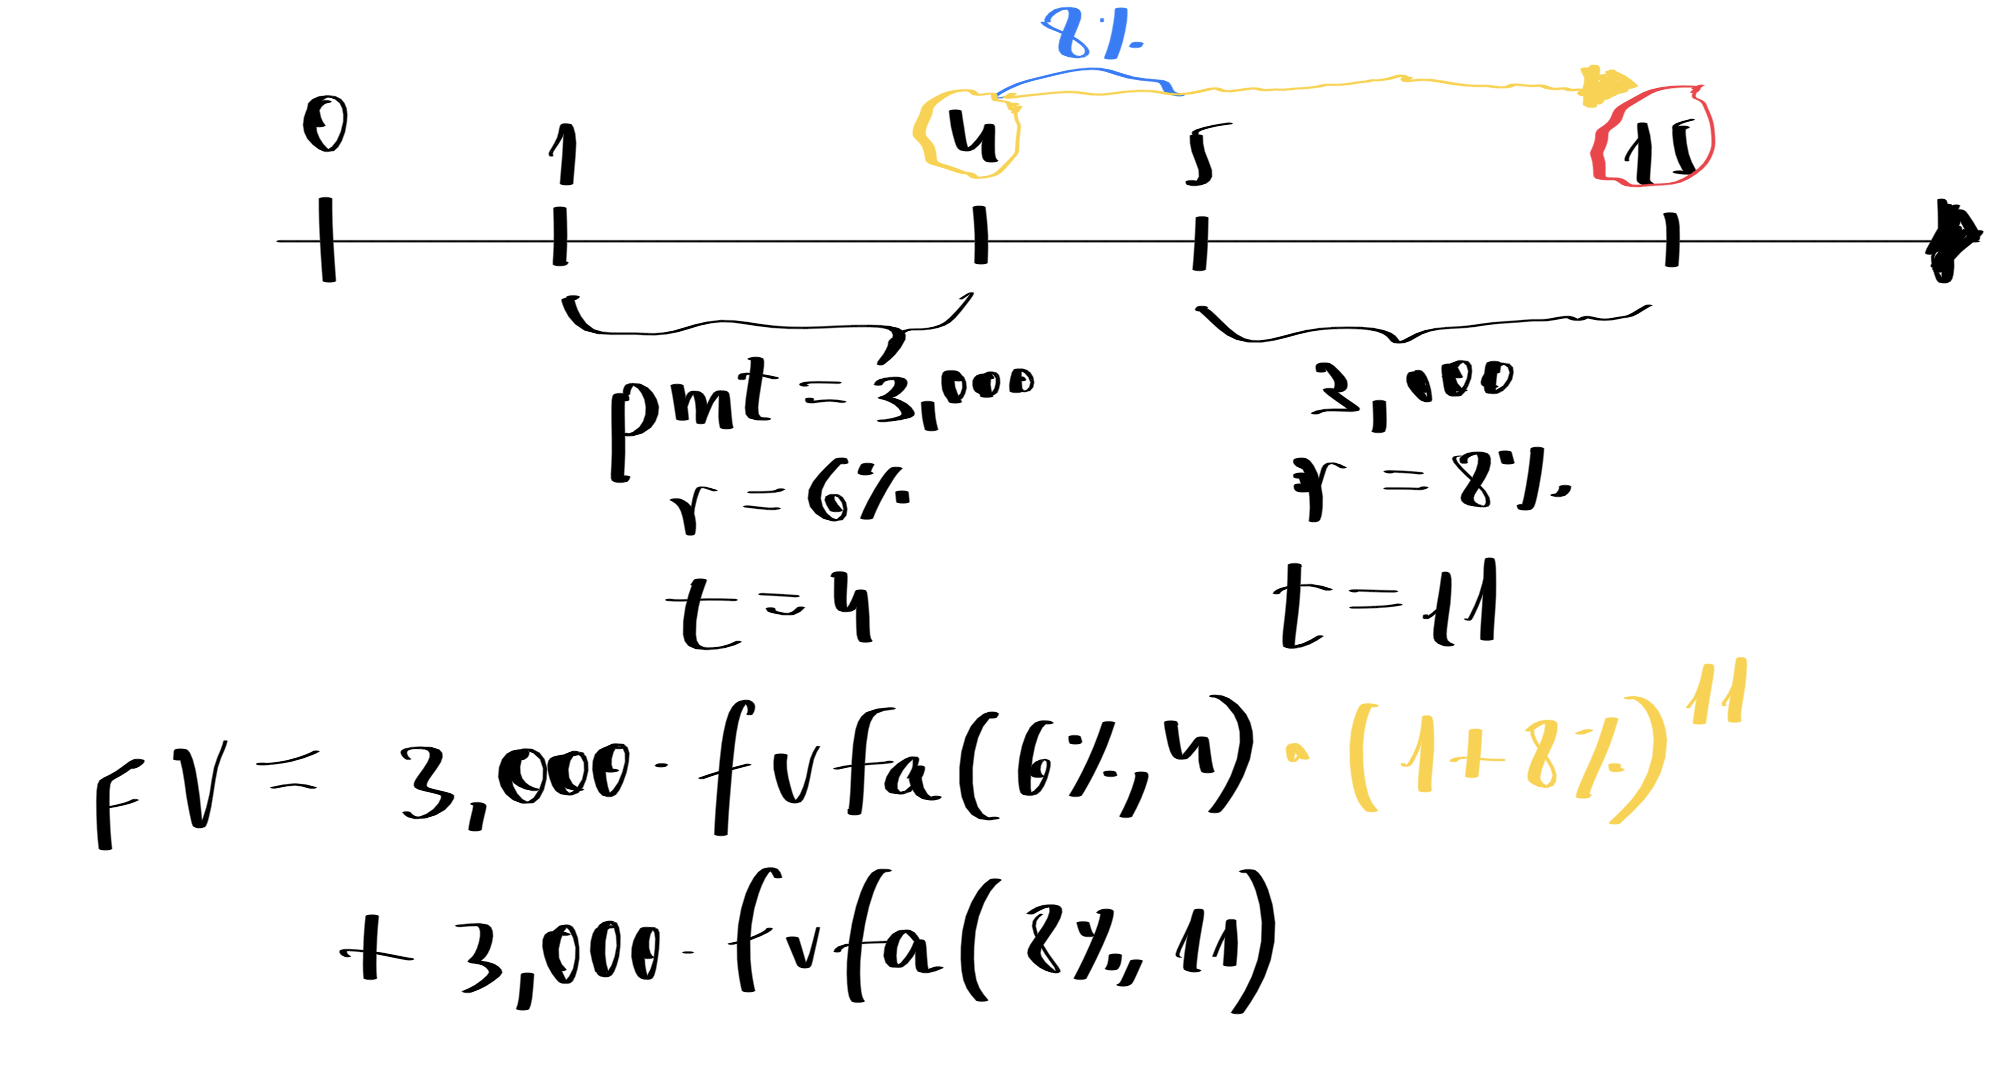 8%
0 1 4 5 15
pmt = 3,000 3,000
r = 6% r = 8%
t = 4 t = 11
FV = 3,000 · fvfa(6%, 4) · (1+8%)^11
+ 3,000 · fvfa(8%, 11)